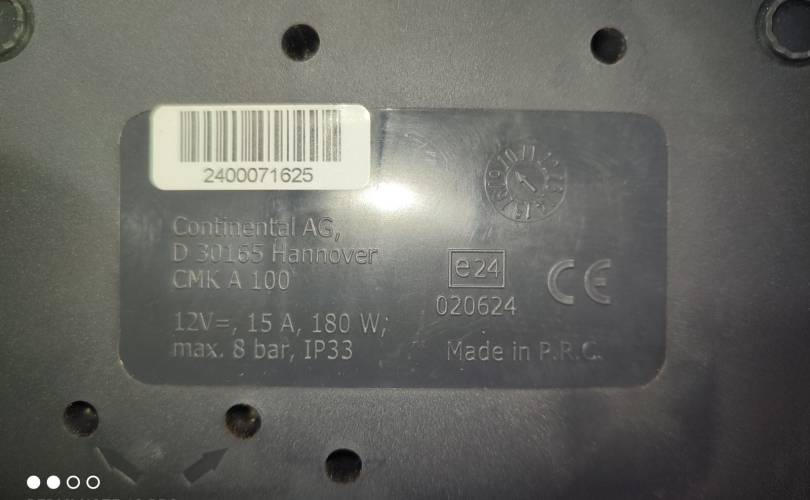 2400071625
Continental AG,
D 30165 Hannover
CMK A 100
12V=, 15 A, 180 W;
max. 8 bar, IP33
e24
020624
CE
Made in P.R.C.